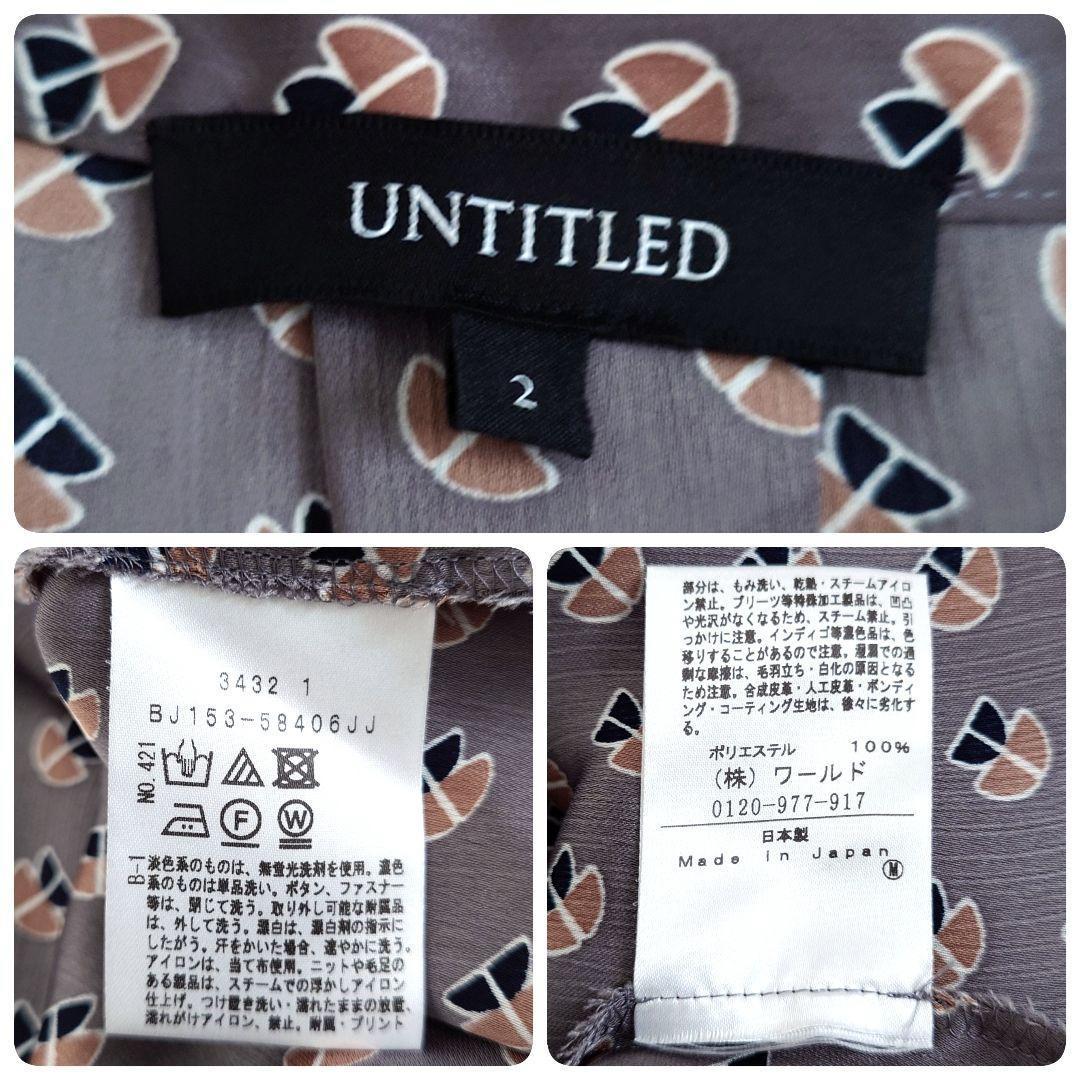 UNTITLED
2
3432 1
BJ153-58406JJ
NO.421
F
W
B-1
淡色系のものは、無蛍光洗剤を使用。濃色
系のものは単品洗い。ボタン、ファスナー
等は、閉じて洗う。取り外し可能な附属品
は、外して洗う。漂白は、漂白剤の指示に
したがう。汗をかいた場合、速やかに洗う。
アイロンは、当て布使用。ニットや毛足の
ある製品は、スチームでの浮かしアイロン
仕上げ。つけ置き洗い・濡れたままの放置、
濡れがけアイロン、禁止。附属・プリント
部分は、もみ洗い、乾熱・スチームアイロ
ン禁止。プリーツ等特殊加工製品は、凹凸
や光沢がなくなるため、スチーム禁止。引
っかけに注意。インディゴ等濃色品は、色
移りすることがあるので注意。湿潤での過
剰な摩擦は、毛羽立ち・白化の原因となる
ため注意。合成皮革・人工皮革・ボンディ
ング・コーティング生地は、徐々に劣化す
る。
ポリエステル 100%
(株) ワールド
0120-977-917
日本製
Made in Japan
M